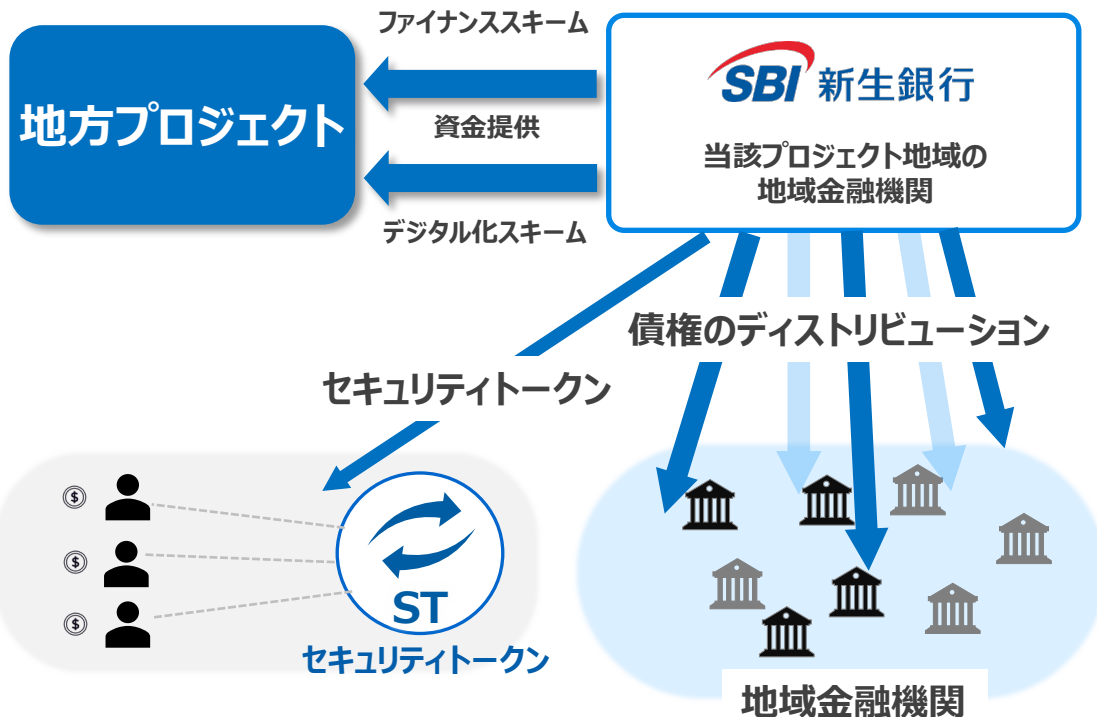 ファイナンススキーム
地方プロジェクト
資金提供
デジタル化スキーム
SBI 新生銀行
当該プロジェクト地域の
地域金融機関
債権のディストリビューション
セキュリティトークン
$
$
$
ST
セキュリティトークン
地域金融機関